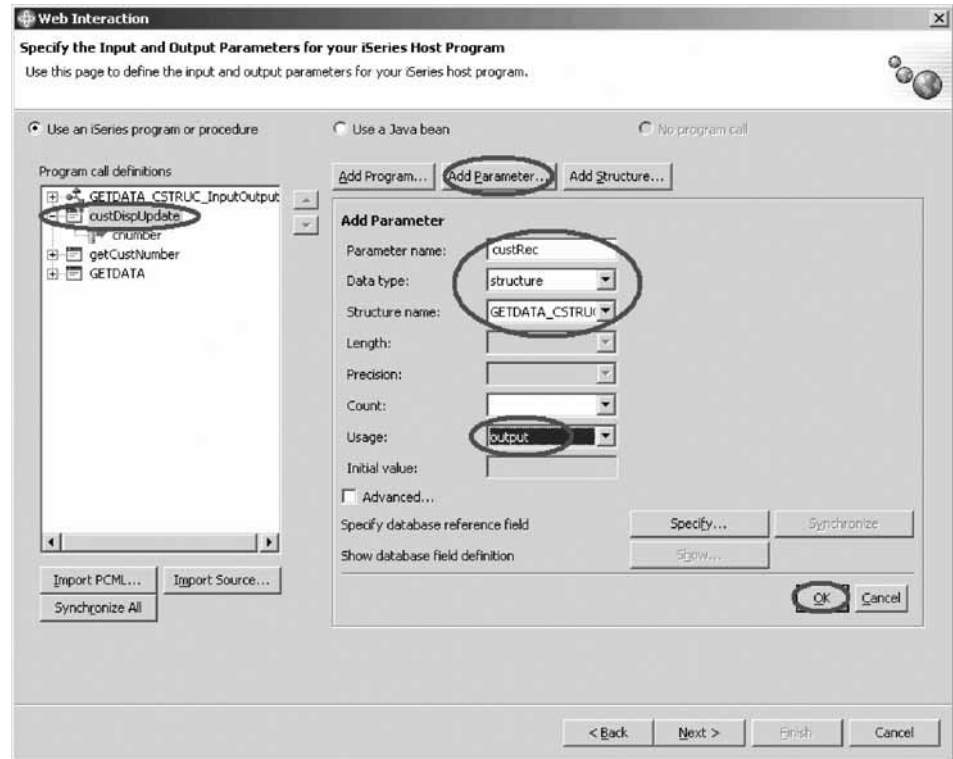 Web Interaction
Specify the Input and Output Parameters for your iSeries Host Program
Use this page to define the input and output parameters for your iSeries host program.
Use an iSeries program or procedure
Use a Java bean
No program call
Program call definitions
GETDATA_CSTRUC_InputOutput
custDispUpdate
cnumber
getCustNumber
GETDATA
Import PCML...
Import Source...
Synchronize All
Add Program...
Add Parameter...
Add Structure...
Add Parameter
Parameter name:
custRec
Data type:
structure
Structure name:
GETDATA_CSTRU
Length:
Precision:
Count:
Usage:
output
Initial value:
Advanced...
Specify database reference field
Specify...
Synchronize
Show database field definition
Show...
OK
Cancel
< Back
Next >
Finish
Cancel